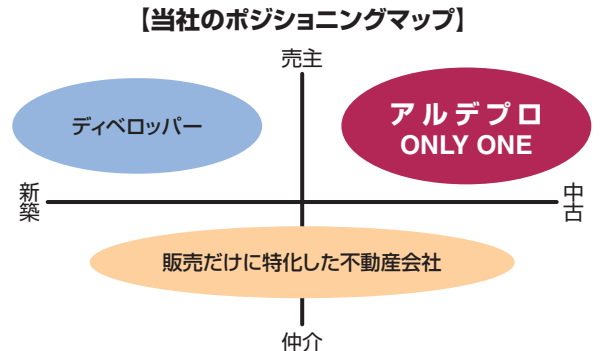 【当社のポジショニングマップ】
売主
ディベロッパー
アルデプロ
ONLY ONE
新築
中古
販売だけに特化した不動産会社
仲介